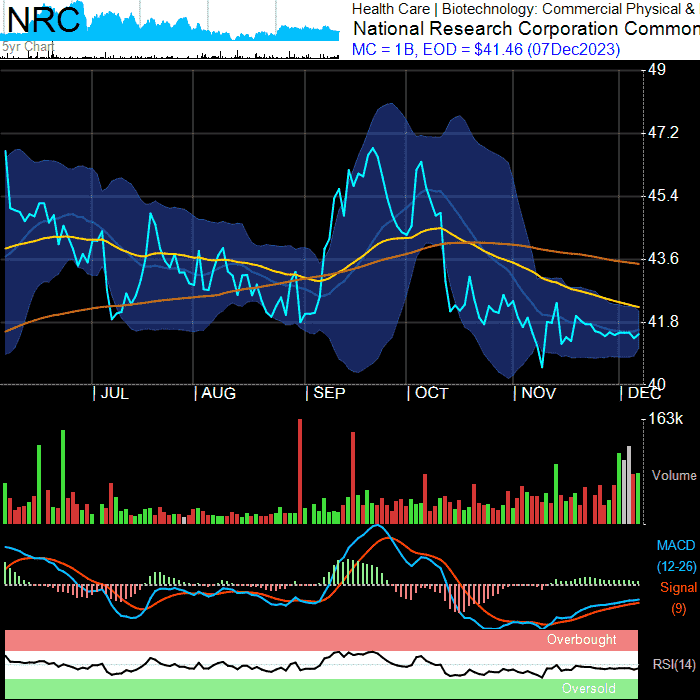 NRC
5yr Chart
Health Care | Biotechnology: Commercial Physical &
National Research Corporation Common
MC = 1B, EOD = $41.46 (07Dec2023)
49
47.2
45.4
43.6
41.8
40
| JUL | AUG | SEP | OCT | NOV | DEC
163k
Volume
MACD
(12-26)
Signal
(9)
Overbought
RSI(14)
Oversold